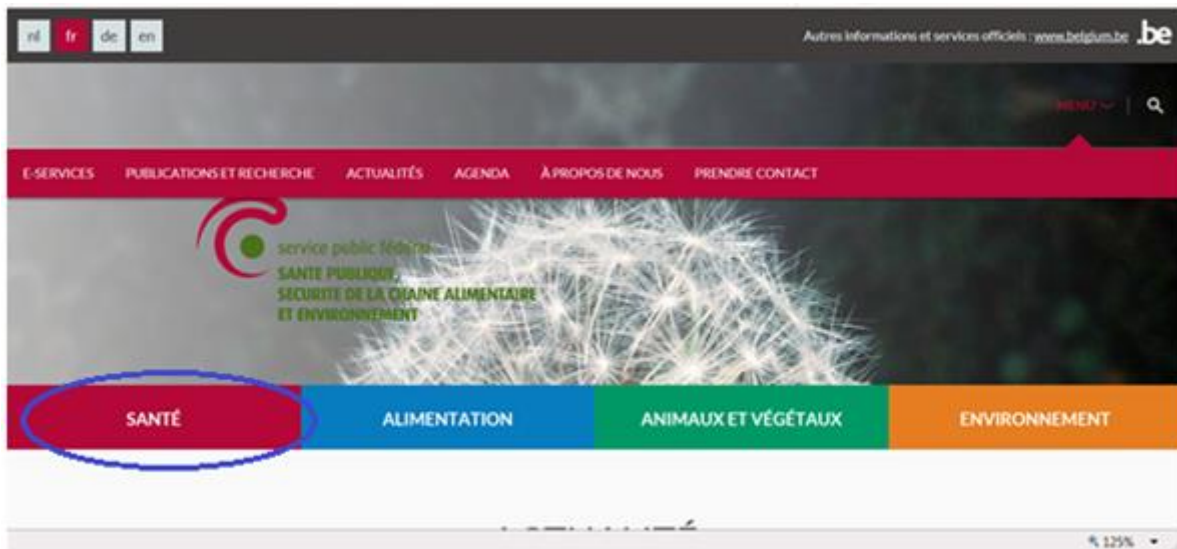 nl fr de en
Autres informations et services officiels : www.belgium.be .be
MENU
E-SERVICES PUBLICATIONS ET RECHERCHE ACTUALITÉS AGENDA À PROPOS DE NOUS PRENDRE CONTACT
service public fédéral
SANTE PUBLIQUE,
SECURITE DE LA CHAINE ALIMENTAIRE
ET ENVIRONNEMENT
SANTÉ ALIMENTATION ANIMAUX ET VÉGÉTAUX ENVIRONNEMENT
ACTUALITÉ
125%